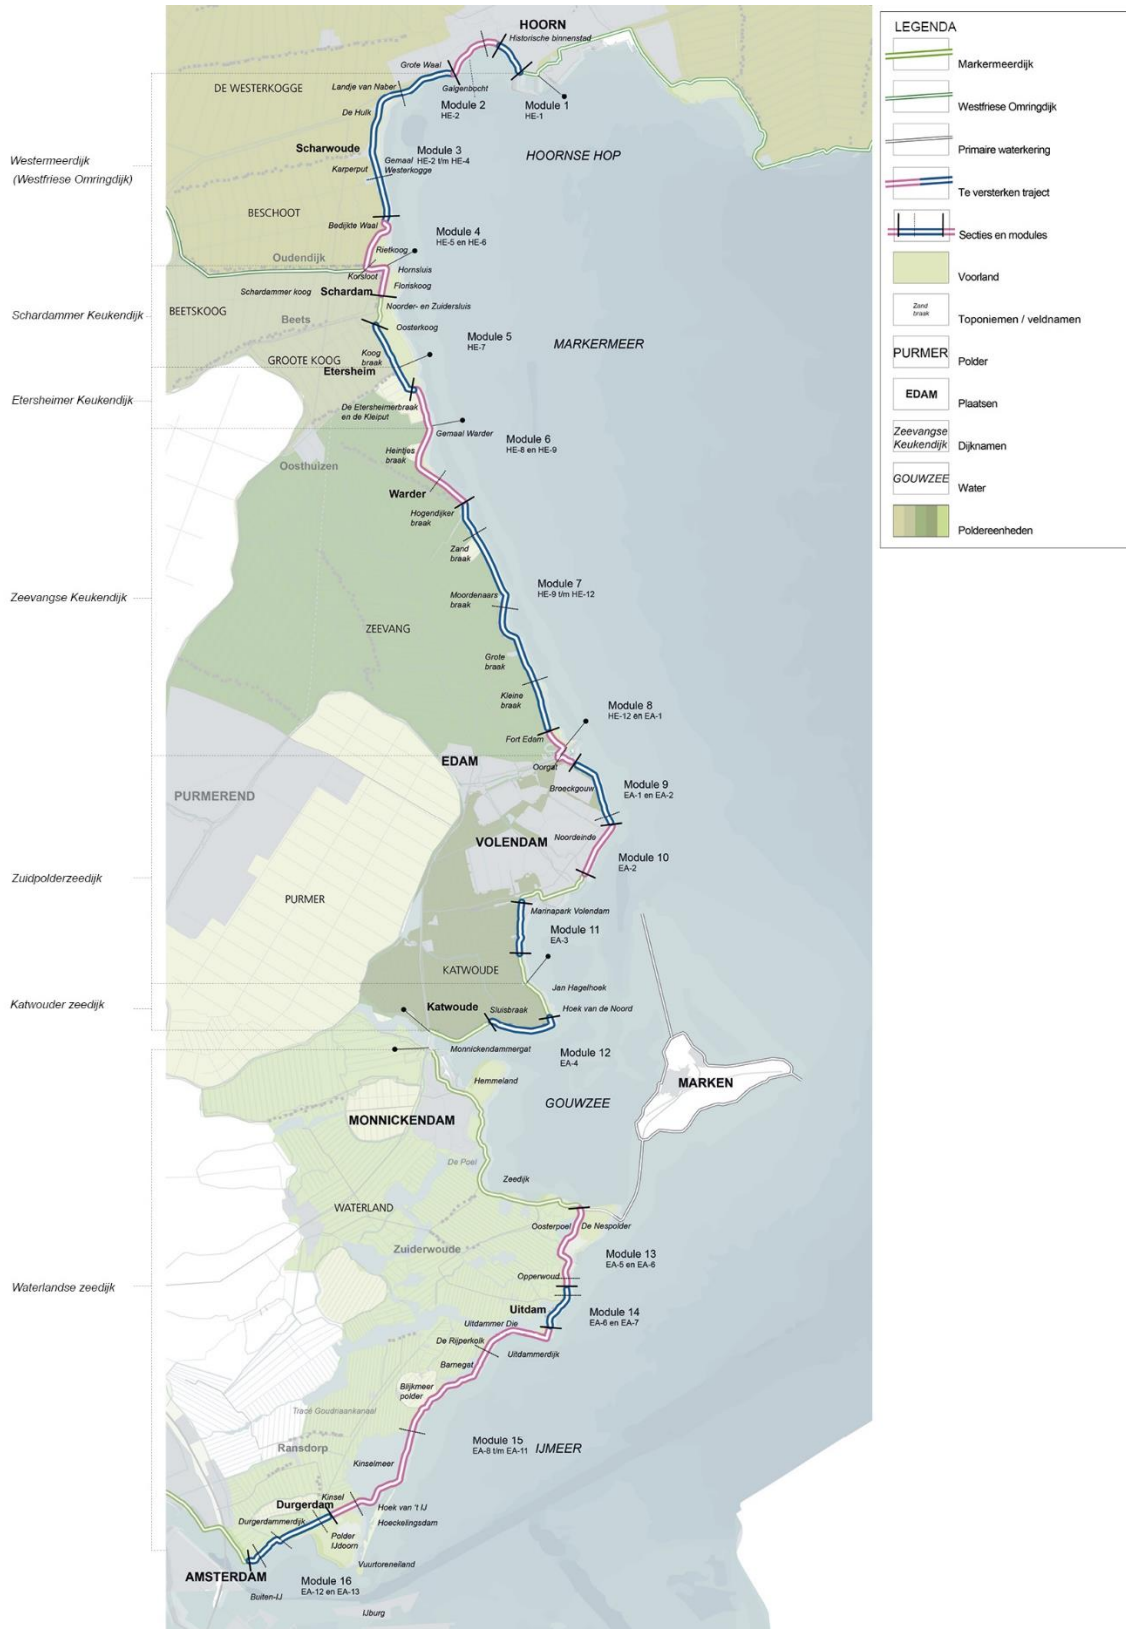 HOORN
Historische binnenstad
Grote Waal
Galgenbocht
Landje van Naber
De Hulk
DE WESTERKOGGE
Module 2
HE-2
Module 1
HE-1
Scharwoude
Module 3
HE-2 t/m HE-4
Gemaal
Westerkogge
Karperput
HOORNSE HOP
Westermeerdijk
(Westfriese Omringdijk)
BESCHOOT
Bedijkte Waal
Module 4
HE-5 en HE-6
Rietkoog
Oudendijk
Korsloot
Hornsluis
Floriskoog
Schardammer koog
Schardam
Noorder- en Zuidersluis
Schardammer Keukendijk
BEETSKOOG
Beets
Oosterkoog
Module 5
HE-7
MARKERMEER
GROOTE KOOG
Koog
braak
Etersheim
Etersheimer Keukendijk
De Etersheimerbraak
en de Kleiput
Gemaal Warder
Module 6
HE-8 en HE-9
Heintjes
braak
Oosthuizen
Warder
Hogendijker
braak
Zand
braak
Module 7
HE-9 t/m HE-12
Moordenaars
braak
Zeevangse Keukendijk
ZEEVANG
Grote
braak
Kleine
braak
Module 8
HE-12 en EA-1
Fort Edam
EDAM
Oorgat
Broeckgouw
Module 9
EA-1 en EA-2
PURMEREND
VOLENDAM
Noordeinde
Module 10
EA-2
Zuidpolderzeedijk
PURMER
Marinapark Volendam
Module 11
EA-3
KATWOUDE
Jan Hagelhoek
Katwouder zeedijk
Katwoude
Sluisbraak
Hoek van de Noord
Monnickendammergat
Module 12
EA-4
Hemmeland
MARKEN
GOUWZEE
MONNICKENDAM
De Poel
Zeedijk
WATERLAND
Oosterpoel
De Nespolder
Zuiderwoude
Module 13
EA-5 en EA-6
Opperwoud
Waterlandse zeedijk
Uitdam
Module 14
EA-6 en EA-7
Uitdammer Die
De Rijperkolk
Uitdammerdijk
Barnegat
Blijkmeer
polder
Tracé Goudriaankanaal
Ransdorp
Module 15
EA-8 t/m EA-11
IJMEER
Kinselmeer
Kinsel
Durgerdam
Hoek van 't IJ
Hoeckelingsdam
Durgerdammerdijk
Polder
IJdoorn
Vuurtoreneiland
AMSTERDAM
Module 16
EA-12 en EA-13
Buiten-IJ
IJburg
LEGENDA
Markermeerdijk
Westfriese Omringdijk
Primaire waterkering
Te versterken traject
Secties en modules
Voorland
Zand
braak
Toponiemen / veldnamen
PURMER
Polder
EDAM
Plaatsen
Zeevangse
Keukendijk
Dijknamen
GOUWZEE
Water
Poldereenheden